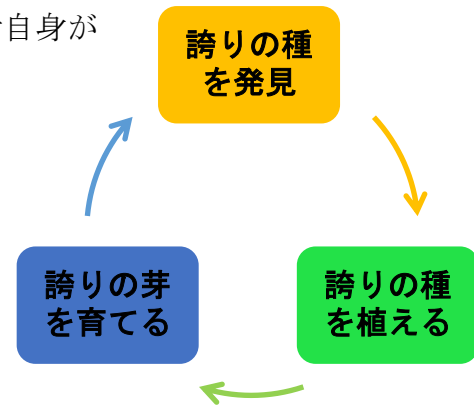 自身が
誇りの種
を発見
誇りの芽
を育てる
誇りの種
を植える